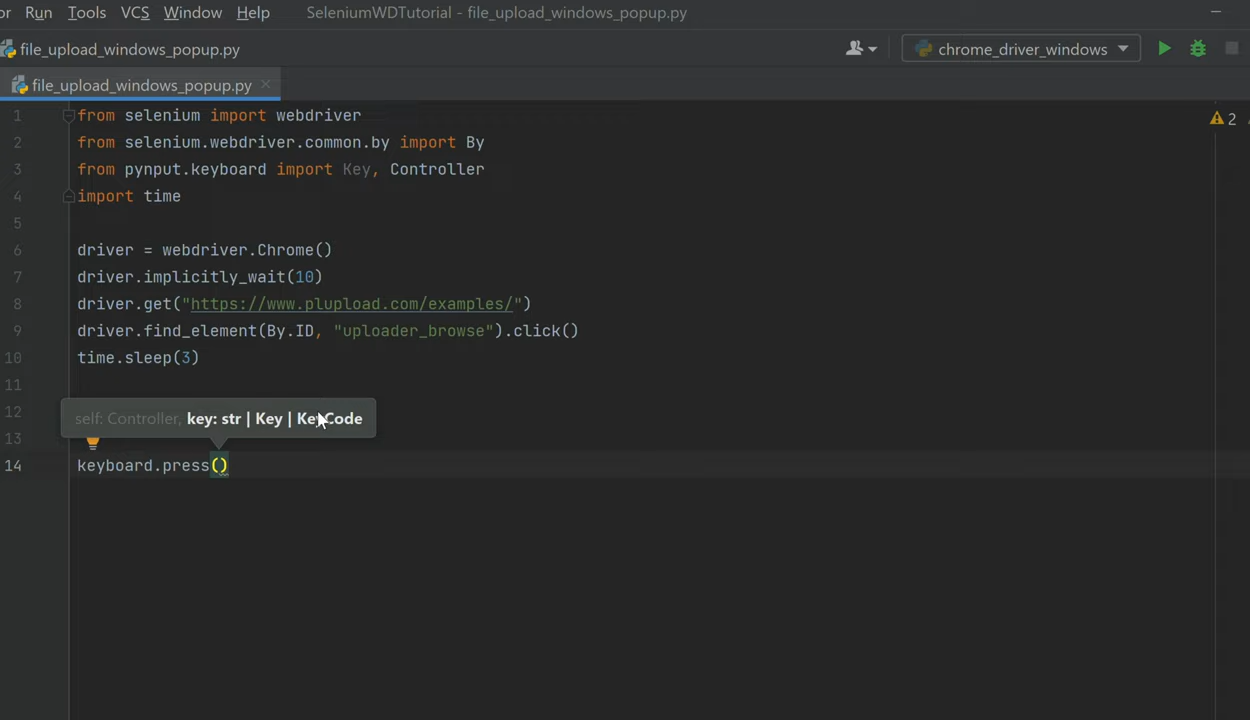 or Run Tools VCS Window Help SeleniumWDTutorial - file_upload_windows_popup.py
file_upload_windows_popup.py chrome_driver_windows
file_upload_windows_popup.py
1 from selenium import webdriver 2
2 from selenium.webdriver.common.by import By
3 from pynput.keyboard import Key, Controller
4 import time
5
6 driver = webdriver.Chrome()
7 driver.implicitly_wait(10)
8 driver.get("https://www.plupload.com/examples/")
9 driver.find_element(By.ID, "uploader_browse").click()
10 time.sleep(3)
11
12 self: Controller, key: str | Key | KeyCode
13
14 keyboard.press()